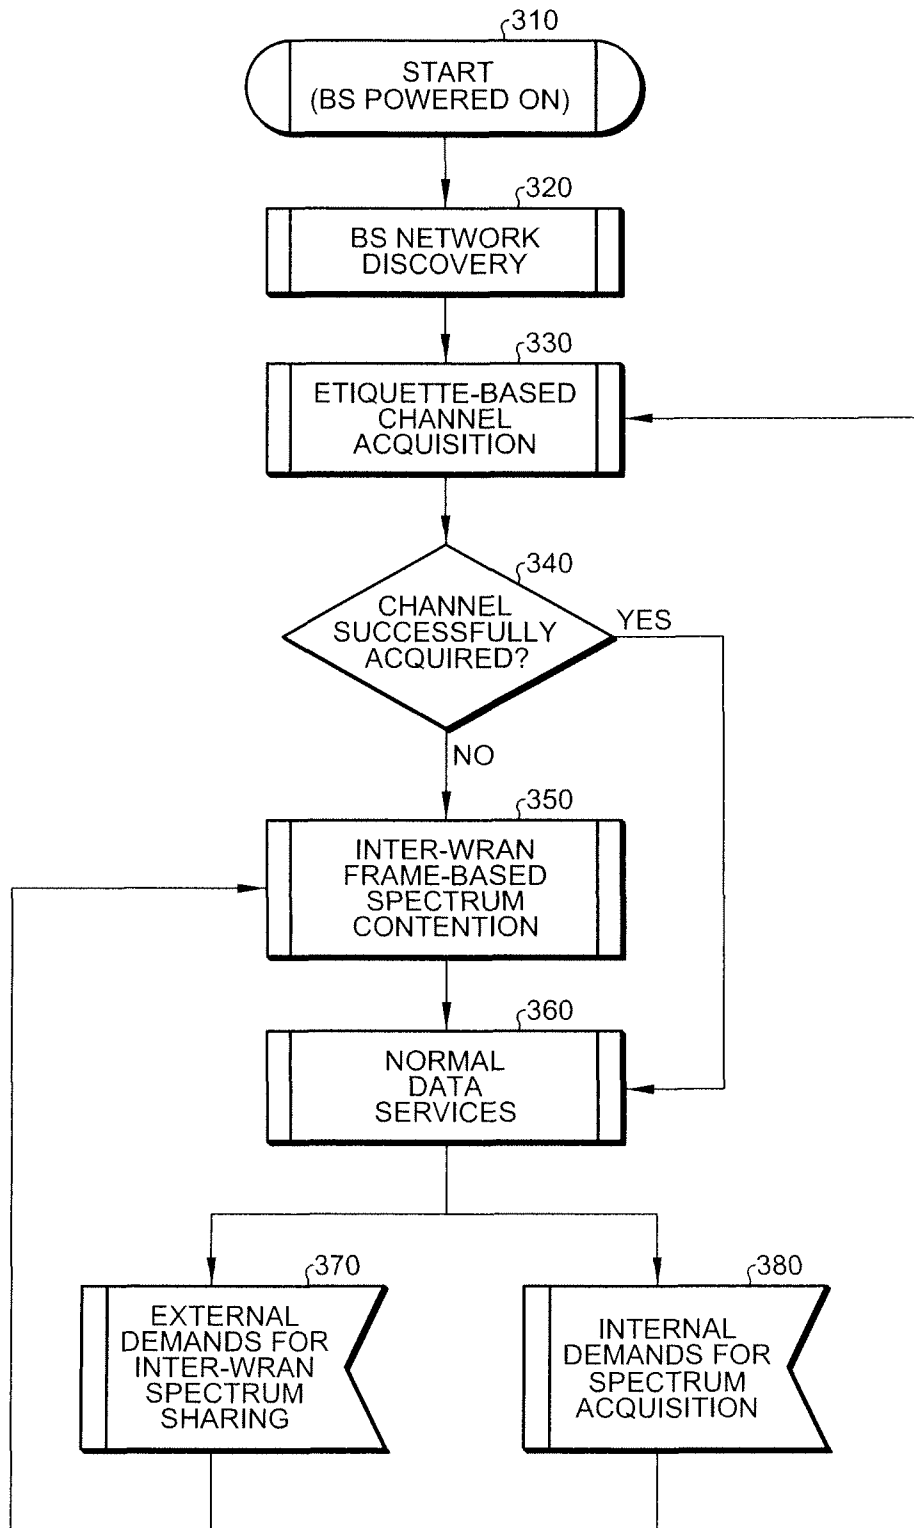 310
START
(BS POWERED ON)
320
BS NETWORK
DISCOVERY
330
ETIQUETTE-BASED
CHANNEL
ACQUISITION
340
CHANNEL
SUCCESSFULLY
ACQUIRED?
YES
NO
350
INTER-WRAN
FRAME-BASED
SPECTRUM
CONTENTION
360
NORMAL
DATA
SERVICES
370
EXTERNAL
DEMANDS FOR
INTER-WRAN
SPECTRUM
SHARING
380
INTERNAL
DEMANDS FOR
SPECTRUM
ACQUISITION